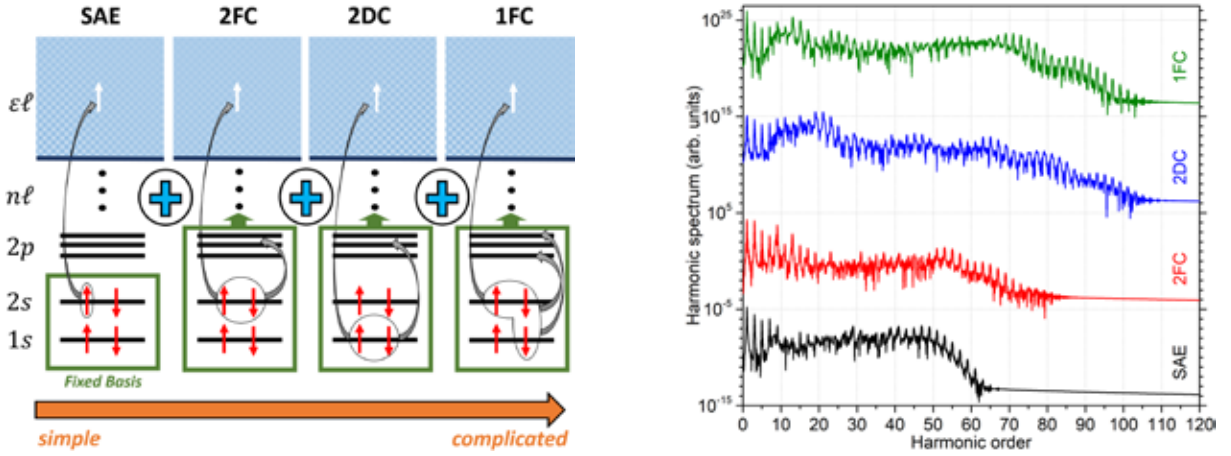 SAE 2FC 2DC 1FC
εℓ
nℓ
2p
2s
1s
Fixed Basis
simple complicated
10^25
10^15
10^5
10^-5
10^-15
Harmonic spectrum (arb. units)
1FC
2DC
2FC
SAE
0 10 20 30 40 50 60 70 80 90 100 110 120
Harmonic order